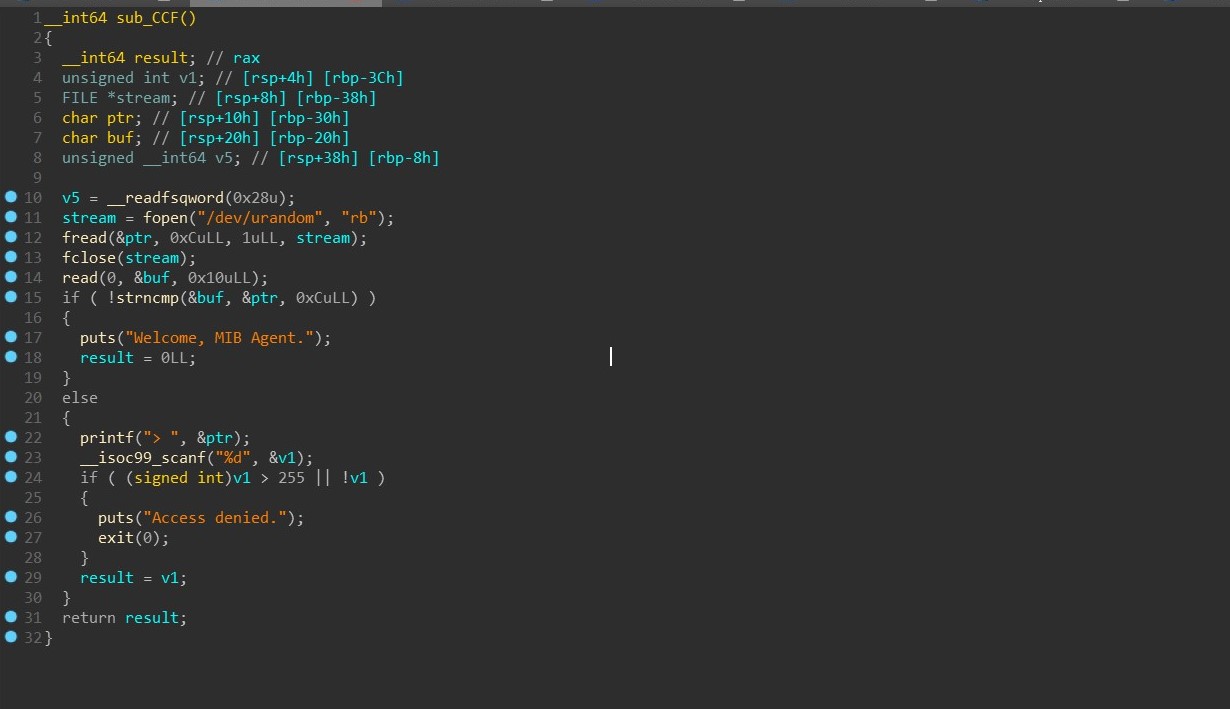 1 __int64 sub_CCF()
2 {
3 __int64 result; // rax
4 unsigned int v1; // [rsp+4h] [rbp-3Ch]
5 FILE *stream; // [rsp+8h] [rbp-38h]
6 char ptr; // [rsp+10h] [rbp-30h]
7 char buf; // [rsp+20h] [rbp-20h]
8 unsigned __int64 v5; // [rsp+38h] [rbp-8h]
9
10 v5 = __readfsqword(0x28u);
11 stream = fopen("/dev/urandom", "rb");
12 fread(&ptr, 0xCuLL, 1uLL, stream);
13 fclose(stream);
14 read(0, &buf, 0x10uLL);
15 if ( !strncmp(&buf, &ptr, 0xCuLL) )
16 {
17 puts("Welcome, MIB Agent.");
18 result = 0LL;
19 }
20 else
21 {
22 printf("> ", &ptr);
23 __isoc99_scanf("%d", &v1);
24 if ( (signed int)v1 > 255 || !v1 )
25 {
26 puts("Access denied.");
27 exit(0);
28 }
29 result = v1;
30 }
31 return result;
32 }